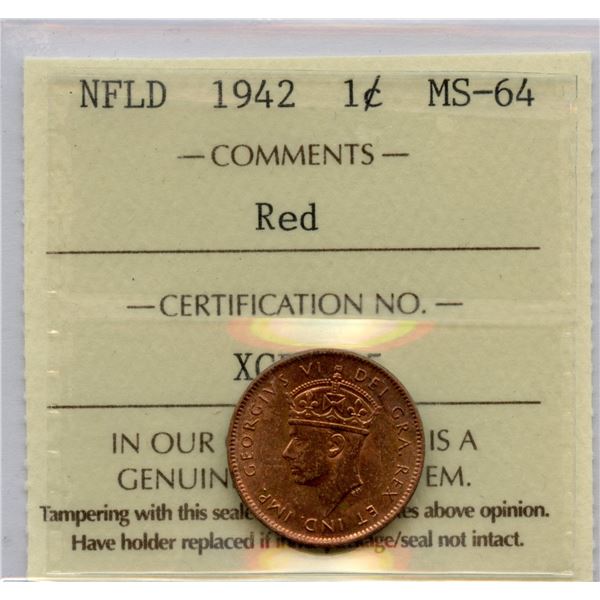 NFLD 1942 1¢ MS-64
— COMMENTS —
Red
— CERTIFICATION NO. —
GEORGIVS VI DEI GRA. REX ET IND. IMP.
IN OUR IS A
Tampering with this above opinion.
Have holder replaced if /seal not intact.